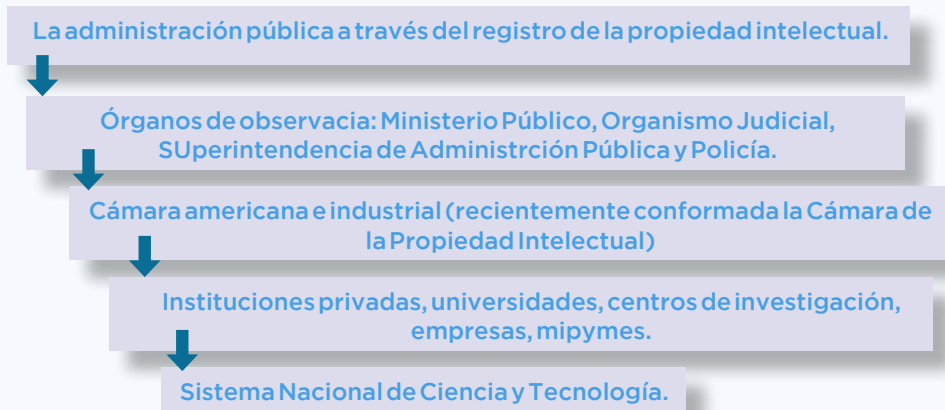 La administración pública a través del registro de la propiedad intelectual.
Órganos de observacia: Ministerio Público, Organismo Judicial,
SUperintendencia de Administrción Pública y Policía.
Cámara americana e industrial (recientemente conformada la Cámara de
la Propiedad Intelectual)
Instituciones privadas, universidades, centros de investigación,
empresas, mipymes.
Sistema Nacional de Ciencia y Tecnología.